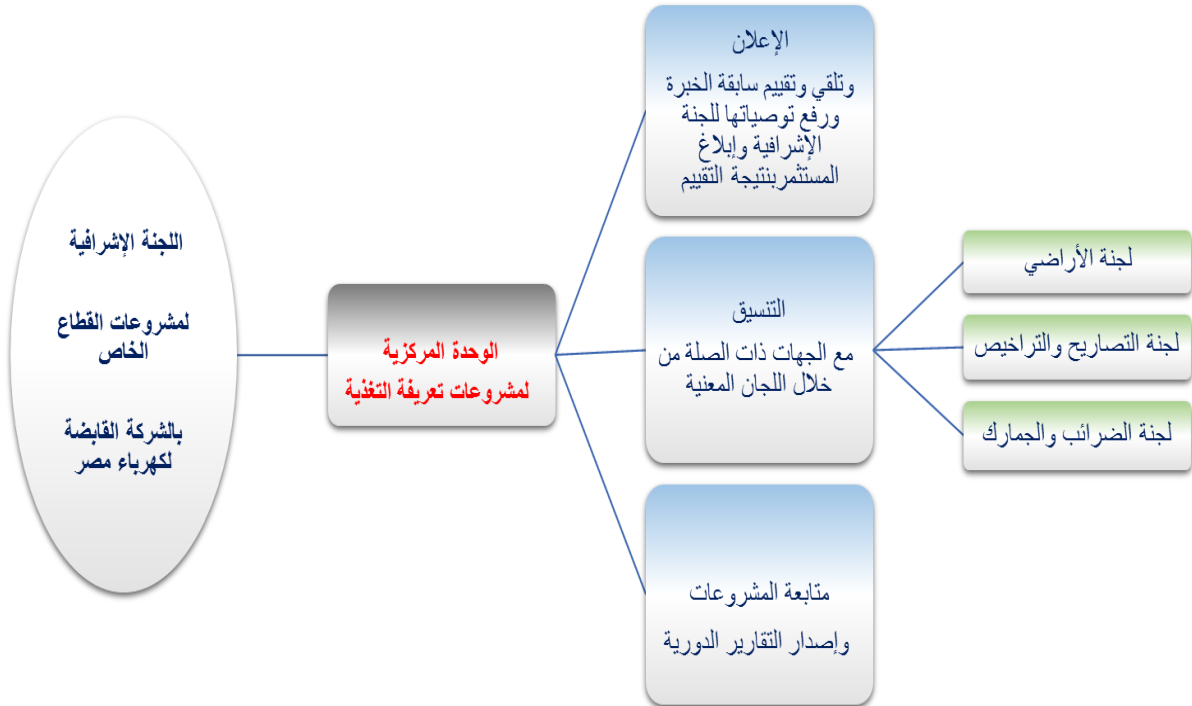 اللجنة الإشرافية
لمشروعات القطاع
الخاص
بالشركة القابضة
لكهرباء مصر
الوحدة المركزية
لمشروعات تعريفة التغذية
الإعلان
وتلقي وتقييم سابقة الخبرة
ورفع توصياتها للجنة
الإشرافية وإبلاغ
المستثمربنتيجة التقييم
التنسيق
مع الجهات ذات الصلة من
خلال اللجان المعنية
متابعة المشروعات
وإصدار التقارير الدورية
لجنة الأراضي
لجنة التصاريح والتراخيص
لجنة الضرائب والجمارك